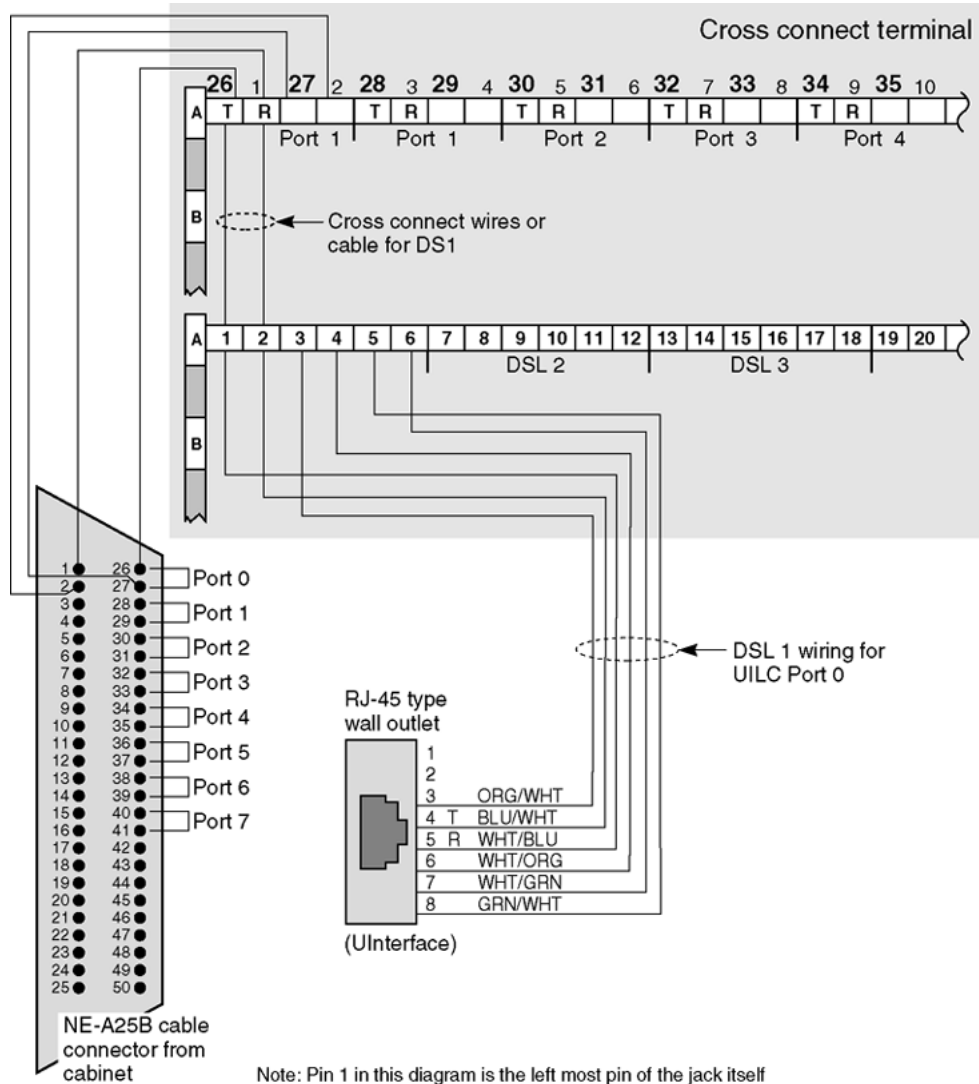 Cross connect terminal
26 1 27 2 28 3 29 4 30 5 31 6 32 7 33 8 34 9 35 10
A T R T R T R T R T R
Port 1 Port 1 Port 2 Port 3 Port 4
B
Cross connect wires or
cable for DS1
A 1 2 3 4 5 6 7 8 9 10 11 12 13 14 15 16 17 18 19 20
DSL 2 DSL 3
B
1 26
2 27
Port 0
3 28
4 29
Port 1
5 30
6 31
Port 2
7 32
8 33
Port 3
9 34
10 35
Port 4
11 36
12 37
Port 5
13 38
14 39
Port 6
15 40
16 41
Port 7
17 42
18 43
19 44
20 45
21 46
22 47
23 48
24 49
25 50
NE-A25B cable
connector from
cabinet
DSL 1 wiring for
UILC Port 0
RJ-45 type
wall outlet
1
2
3 ORG/WHT
4 T BLU/WHT
5 R WHT/BLU
6 WHT/ORG
7 WHT/GRN
8 GRN/WHT
(UInterface)
Note: Pin 1 in this diagram is the left most pin of the jack itself